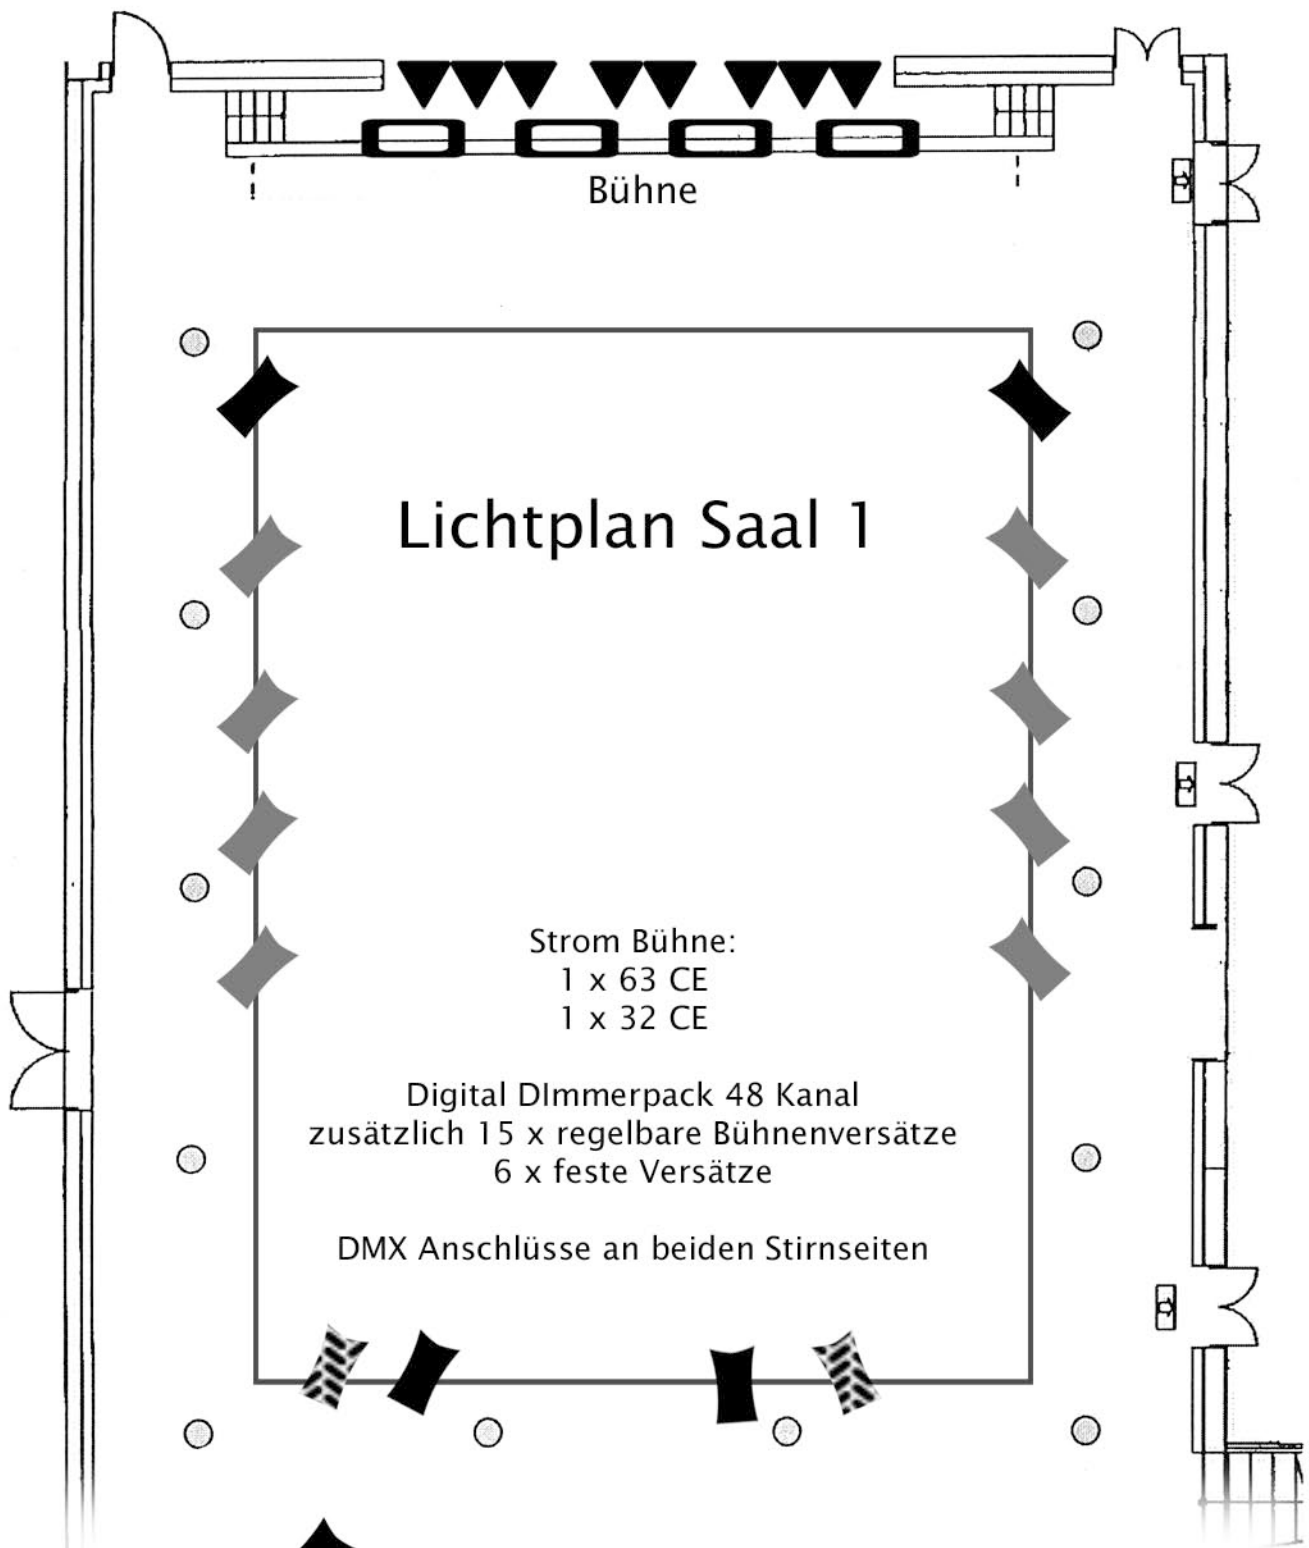 Bühne
Lichtplan Saal 1
Strom Bühne:
1 x 63 CE
1 x 32 CE
Digital DImmerpack 48 Kanal
zusätzlich 15 x regelbare Bühnenversätze
6 x feste Versätze
DMX Anschlüsse an beiden Stirnseiten